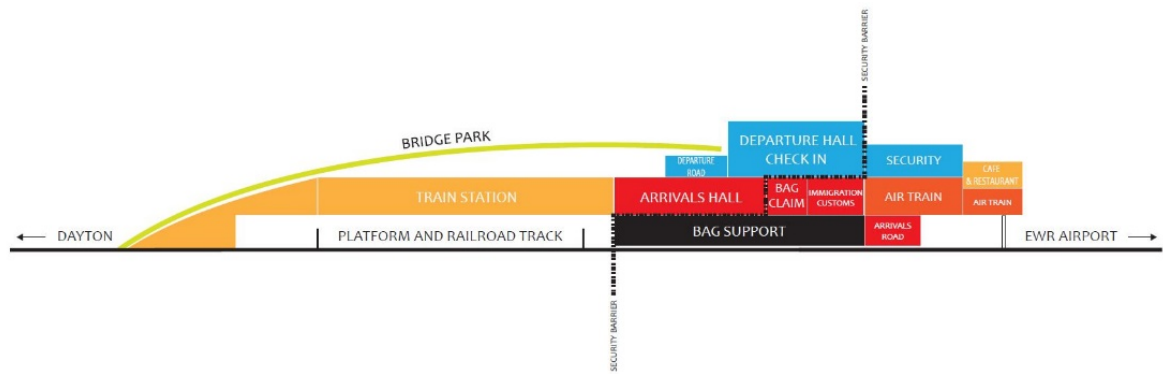 SECURITY BARRIER
BRIDGE PARK
DEPARTURE HALL
CHECK IN
DEPARTURE
ROAD
SECURITY
CAFE
& RESTAURANT
TRAIN STATION
ARRIVALS HALL
BAG
CLAIM
IMMIGRATION
CUSTOMS
AIR TRAIN
AIR TRAIN
DAYTON
PLATFORM AND RAILROAD TRACK
BAG SUPPORT
ARRIVALS
ROAD
EWR AIRPORT
SECURITY BARRIER